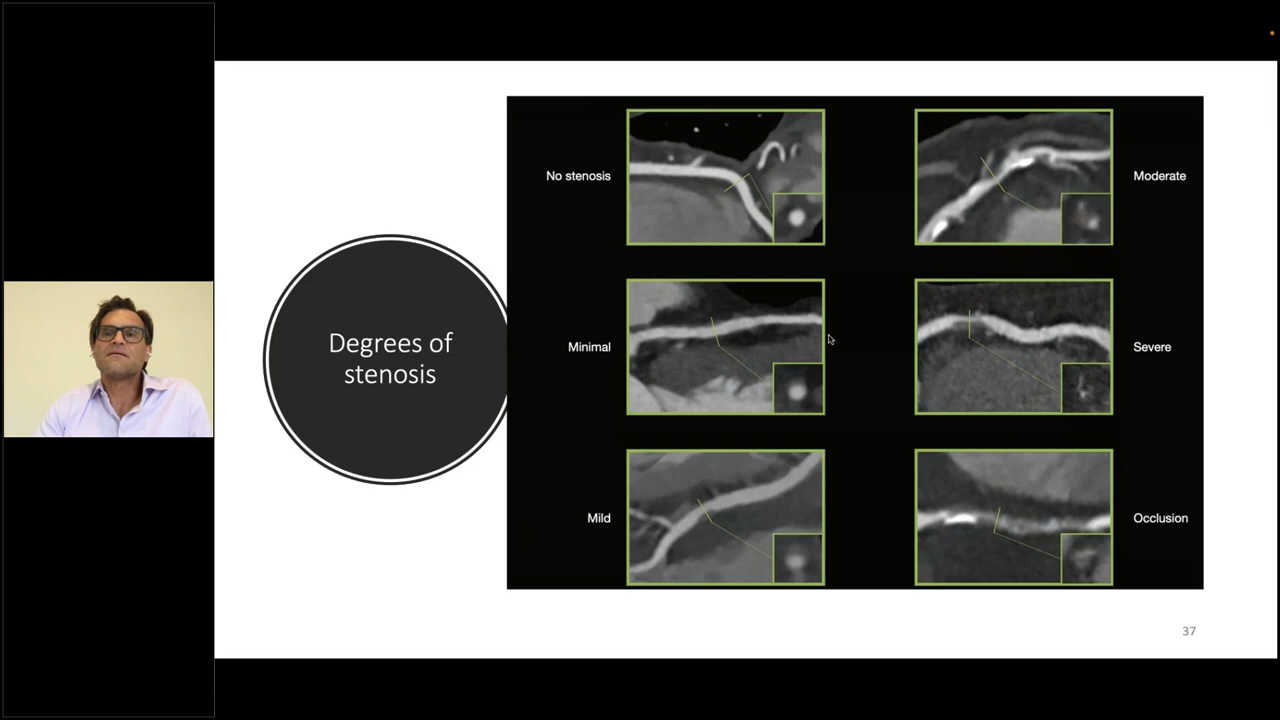 Degrees of
stenosis
No stenosis
Moderate
Minimal
Severe
Mild
Occlusion
37